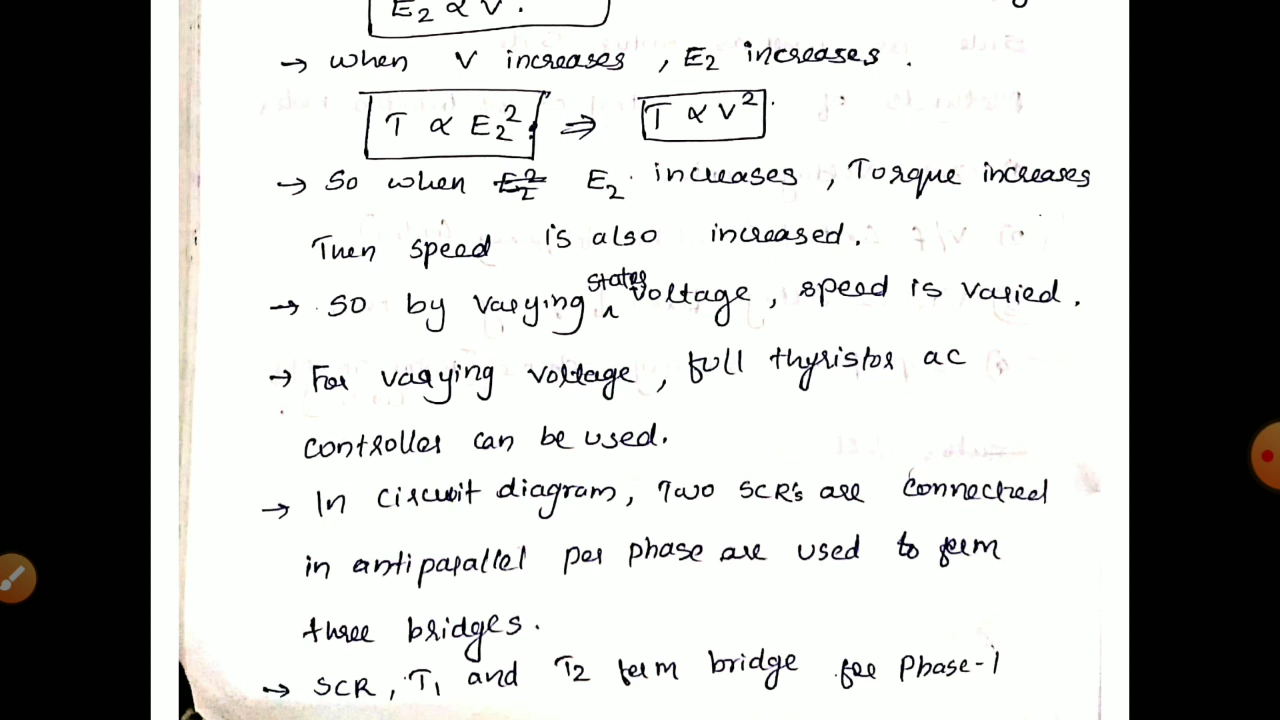 E₂ ∝ V.
→ when V increases, E₂ increases.
T ∝ E₂². ⇒ T ∝ V².
→ So when E₂ increases, Torque increases
Then speed is also increased.
→ So by varying stator voltage, speed is varied.
→ For varying voltage, full thyristor ac
controller can be used.
→ In circuit diagram, Two SCR's are connected
in antiparallel per phase are used to form
three bridges.
→ SCR, T₁ and T₂ form bridge for Phase-1